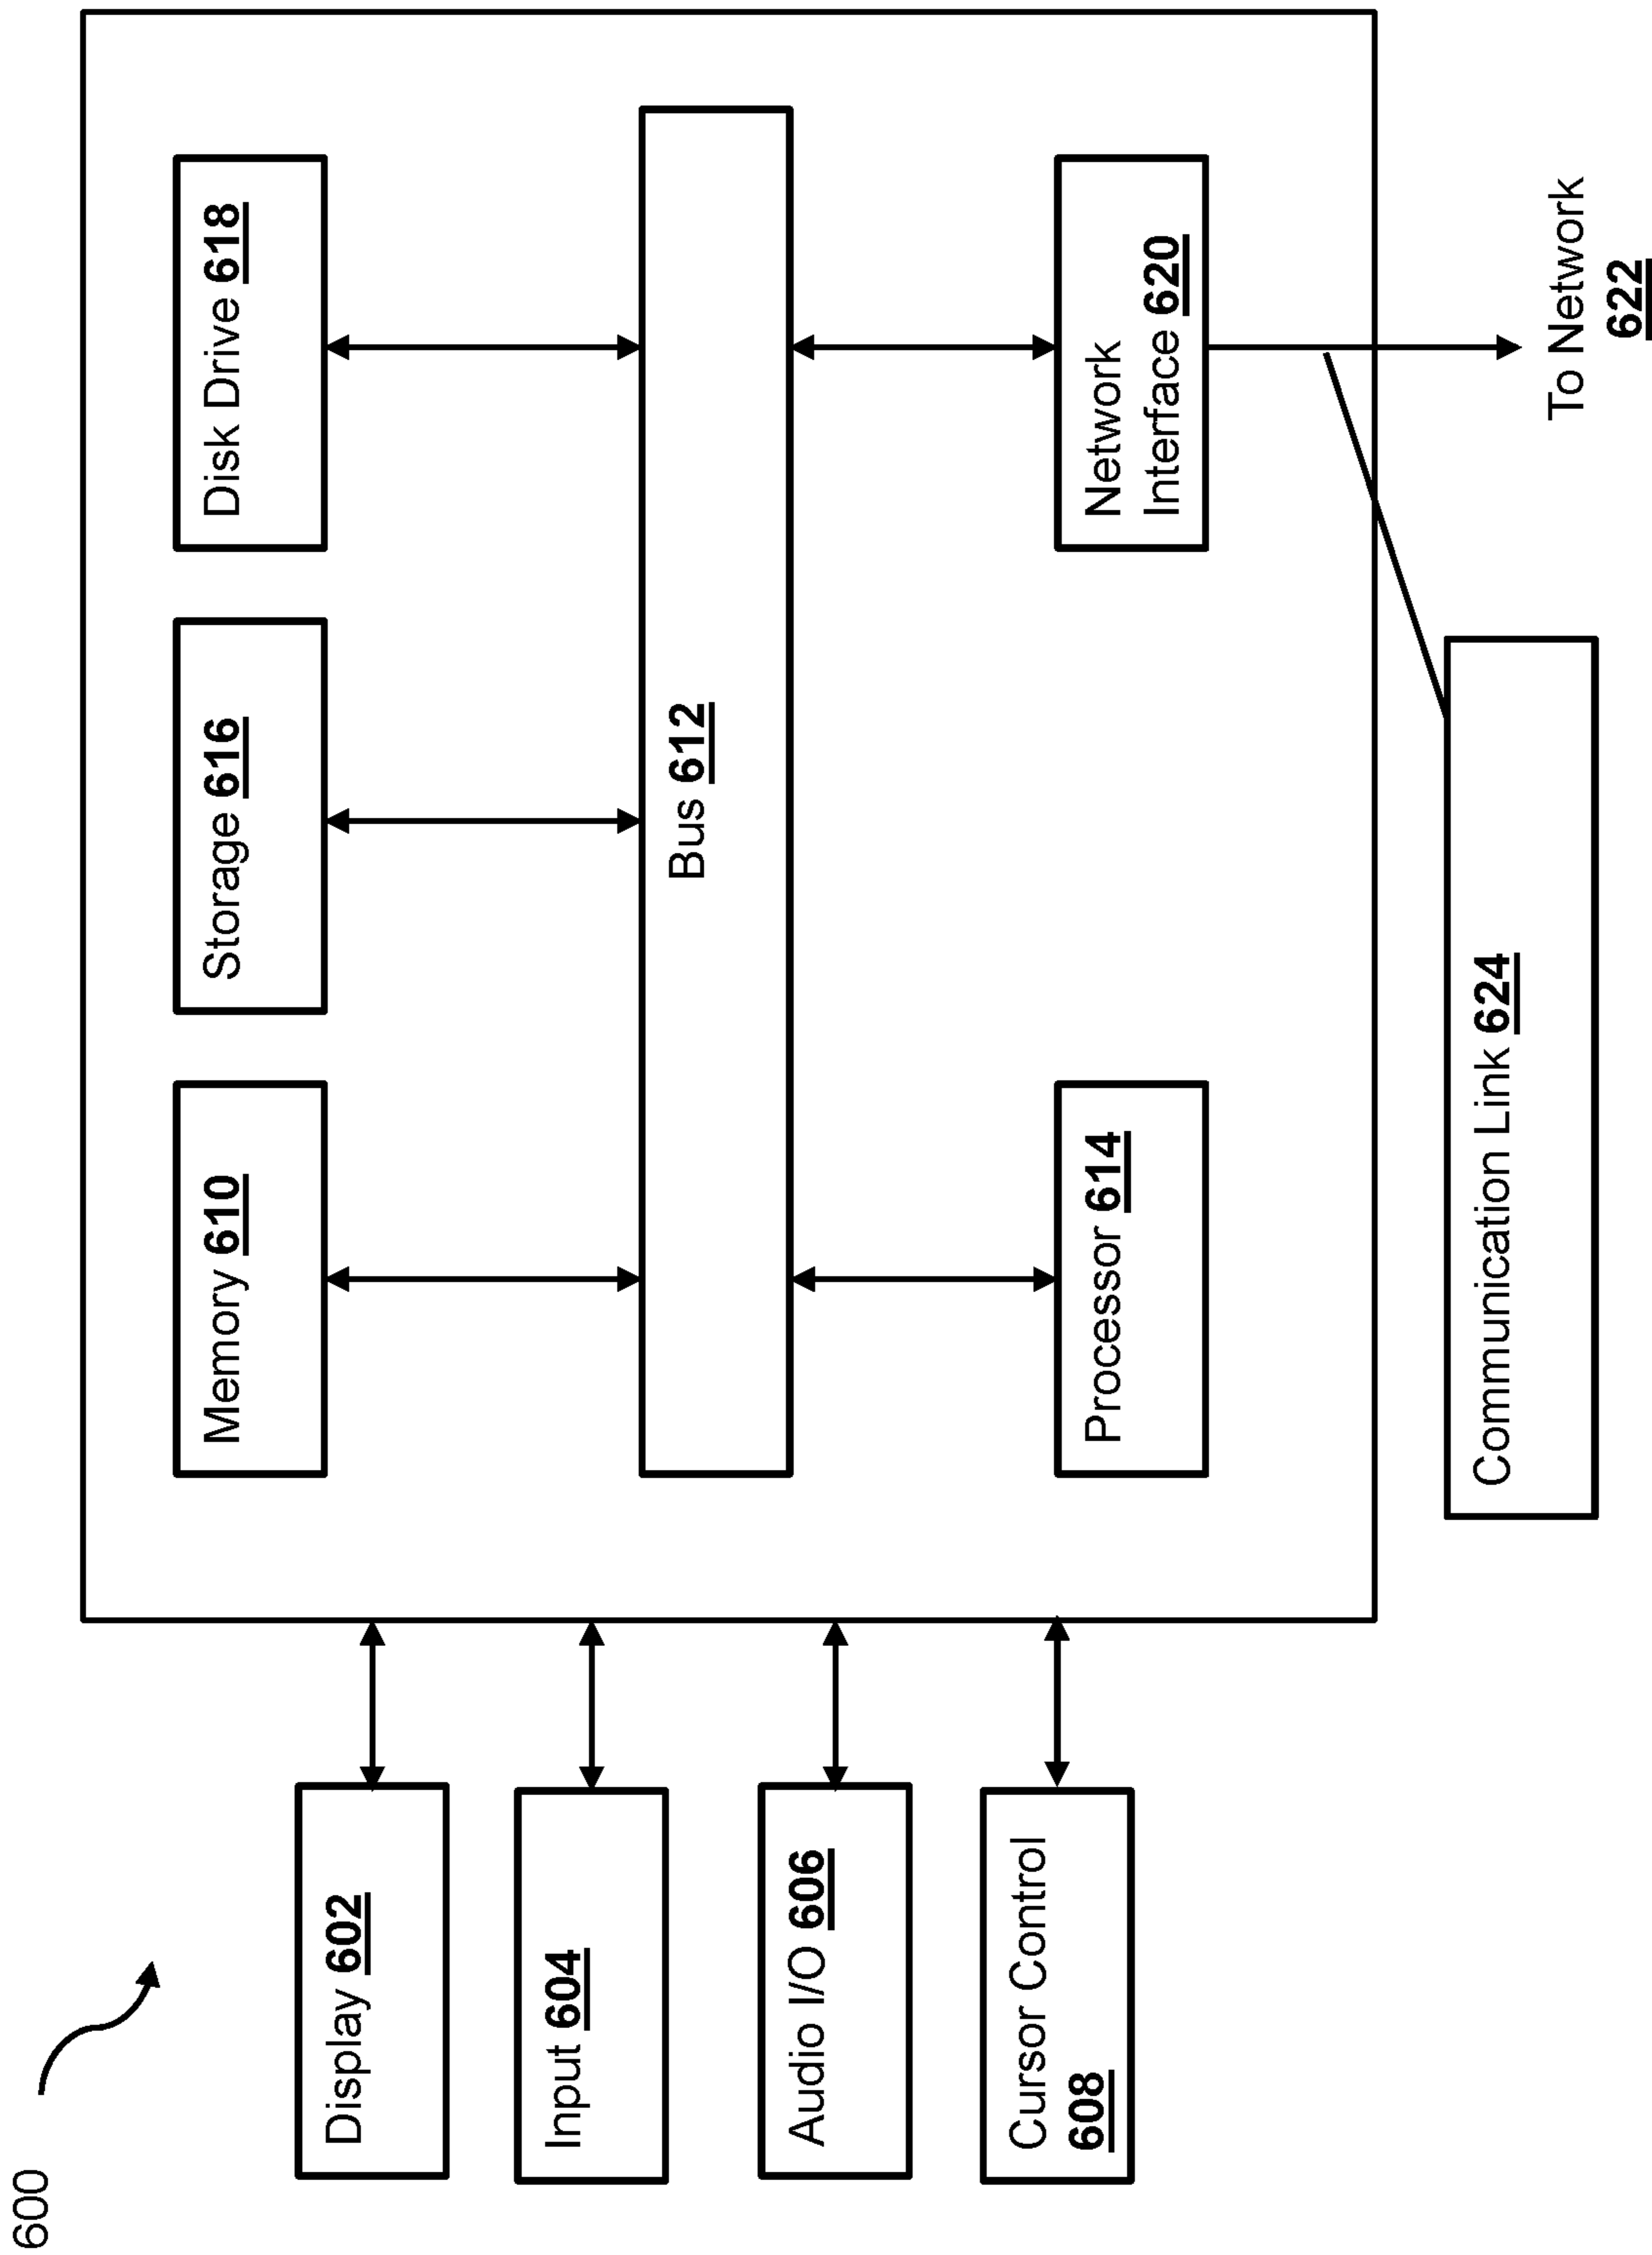 600
Display 602
Input 604
Audio I/O 606
Cursor Control
608
Memory 610
Storage 616
Disk Drive 618
Bus 612
Processor 614
Network
Interface 620
Communication Link 624
To Network
622